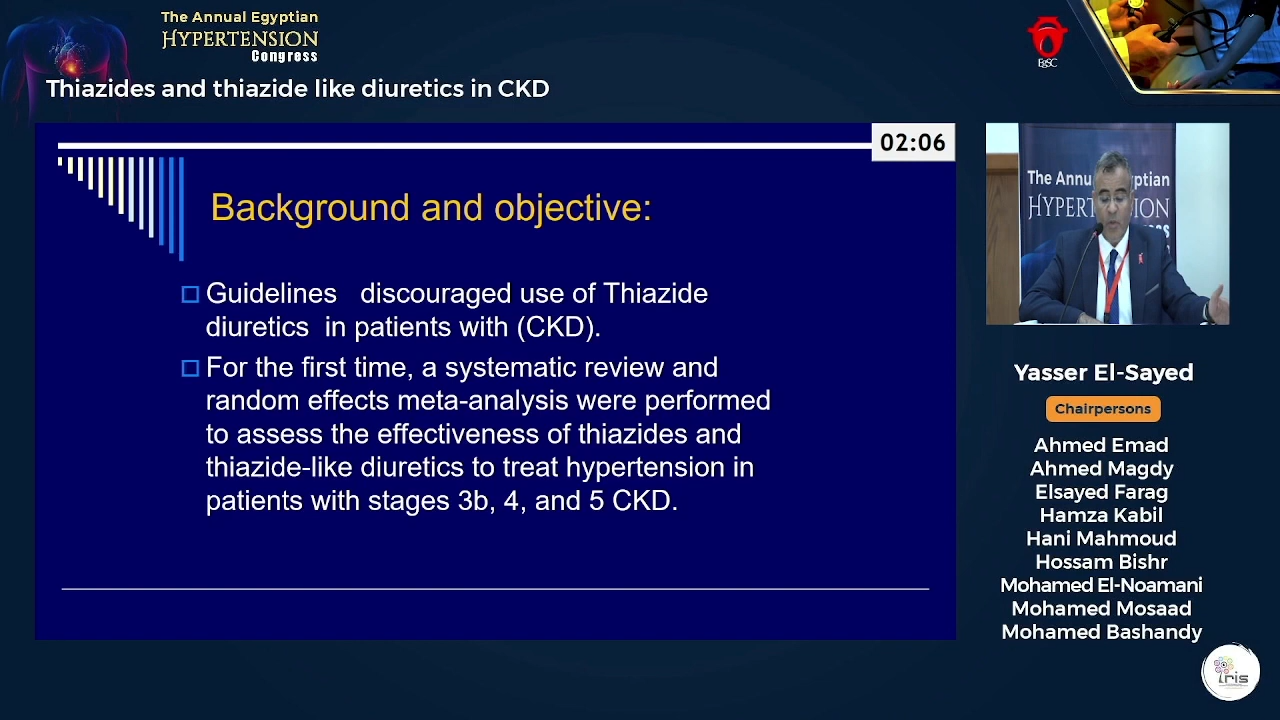 The Annual Egyptian
HYPERTENSION
Congress
Thiazides and thiazide like diuretics in CKD
EgSC
02:06
Background and objective:
Guidelines discouraged use of Thiazide
diuretics in patients with (CKD).
For the first time, a systematic review and
random effects meta-analysis were performed
to assess the effectiveness of thiazides and
thiazide-like diuretics to treat hypertension in
patients with stages 3b, 4, and 5 CKD.
The Annu yptian
HYPERT ION
Yasser El-Sayed
Chairpersons
Ahmed Emad
Ahmed Magdy
Elsayed Farag
Hamza Kabil
Hani Mahmoud
Hossam Bishr
Mohamed El-Noamani
Mohamed Mosaad
Mohamed Bashandy
iris